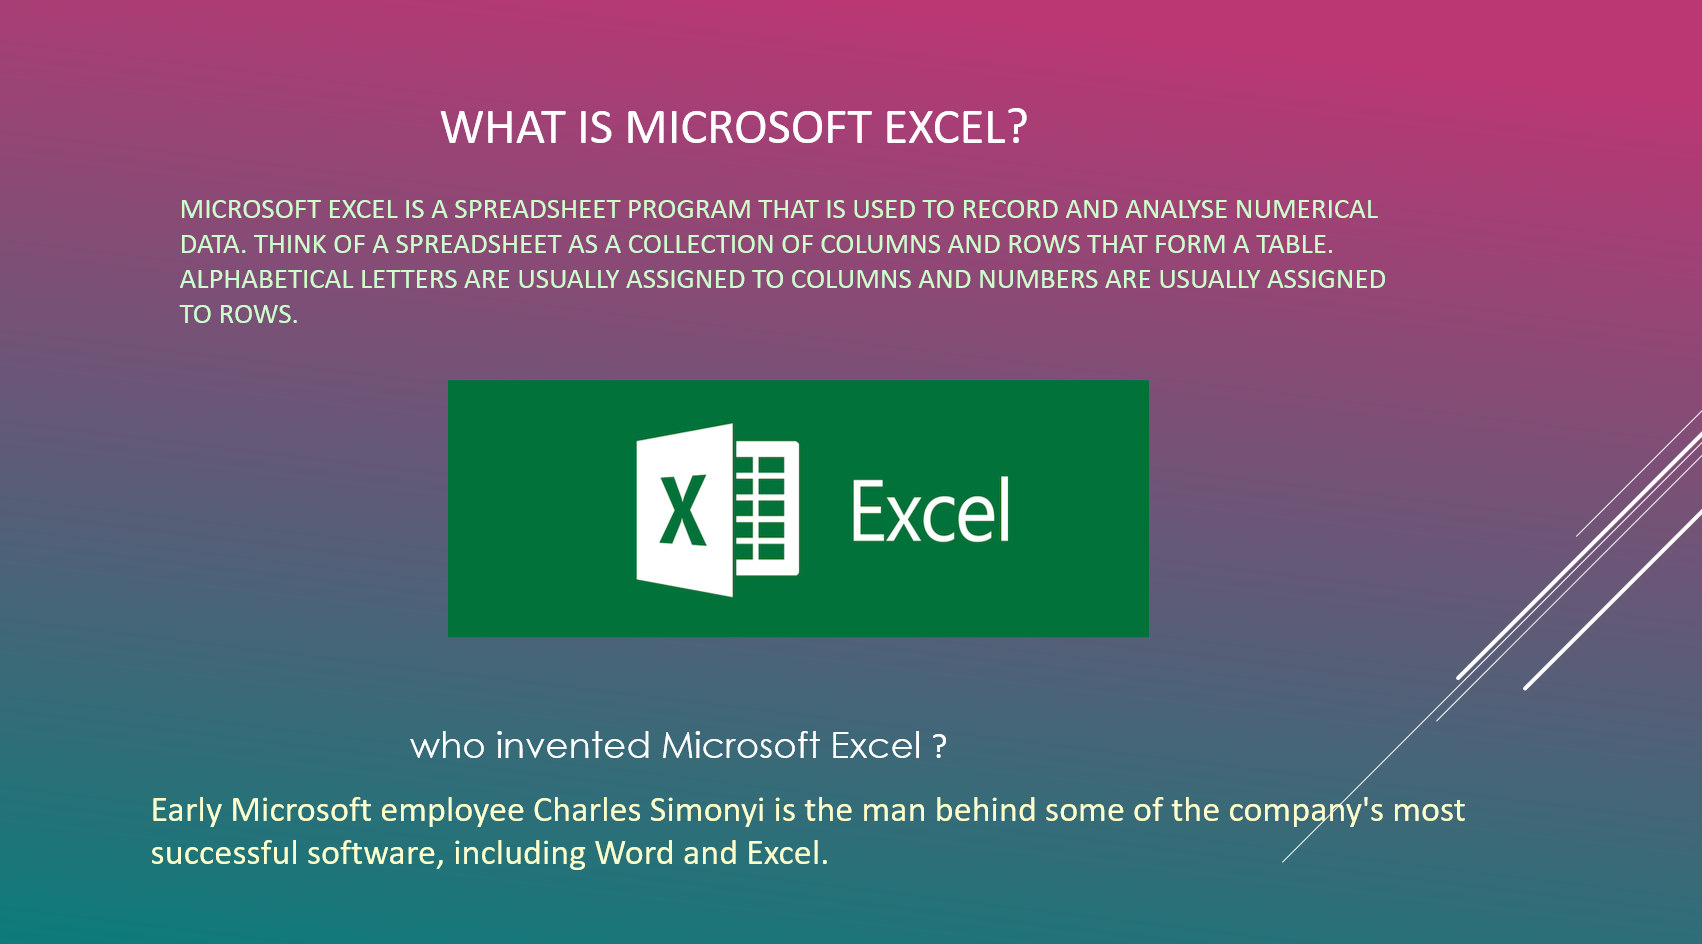 WHAT IS MICROSOFT EXCEL?
MICROSOFT EXCEL IS A SPREADSHEET PROGRAM THAT IS USED TO RECORD AND ANALYSE NUMERICAL
DATA. THINK OF A SPREADSHEET AS A COLLECTION OF COLUMNS AND ROWS THAT FORM A TABLE.
ALPHABETICAL LETTERS ARE USUALLY ASSIGNED TO COLUMNS AND NUMBERS ARE USUALLY ASSIGNED
TO ROWS.
X Excel
who invented Microsoft Excel ?
Early Microsoft employee Charles Simonyi is the man behind some of the company's most
successful software, including Word and Excel.